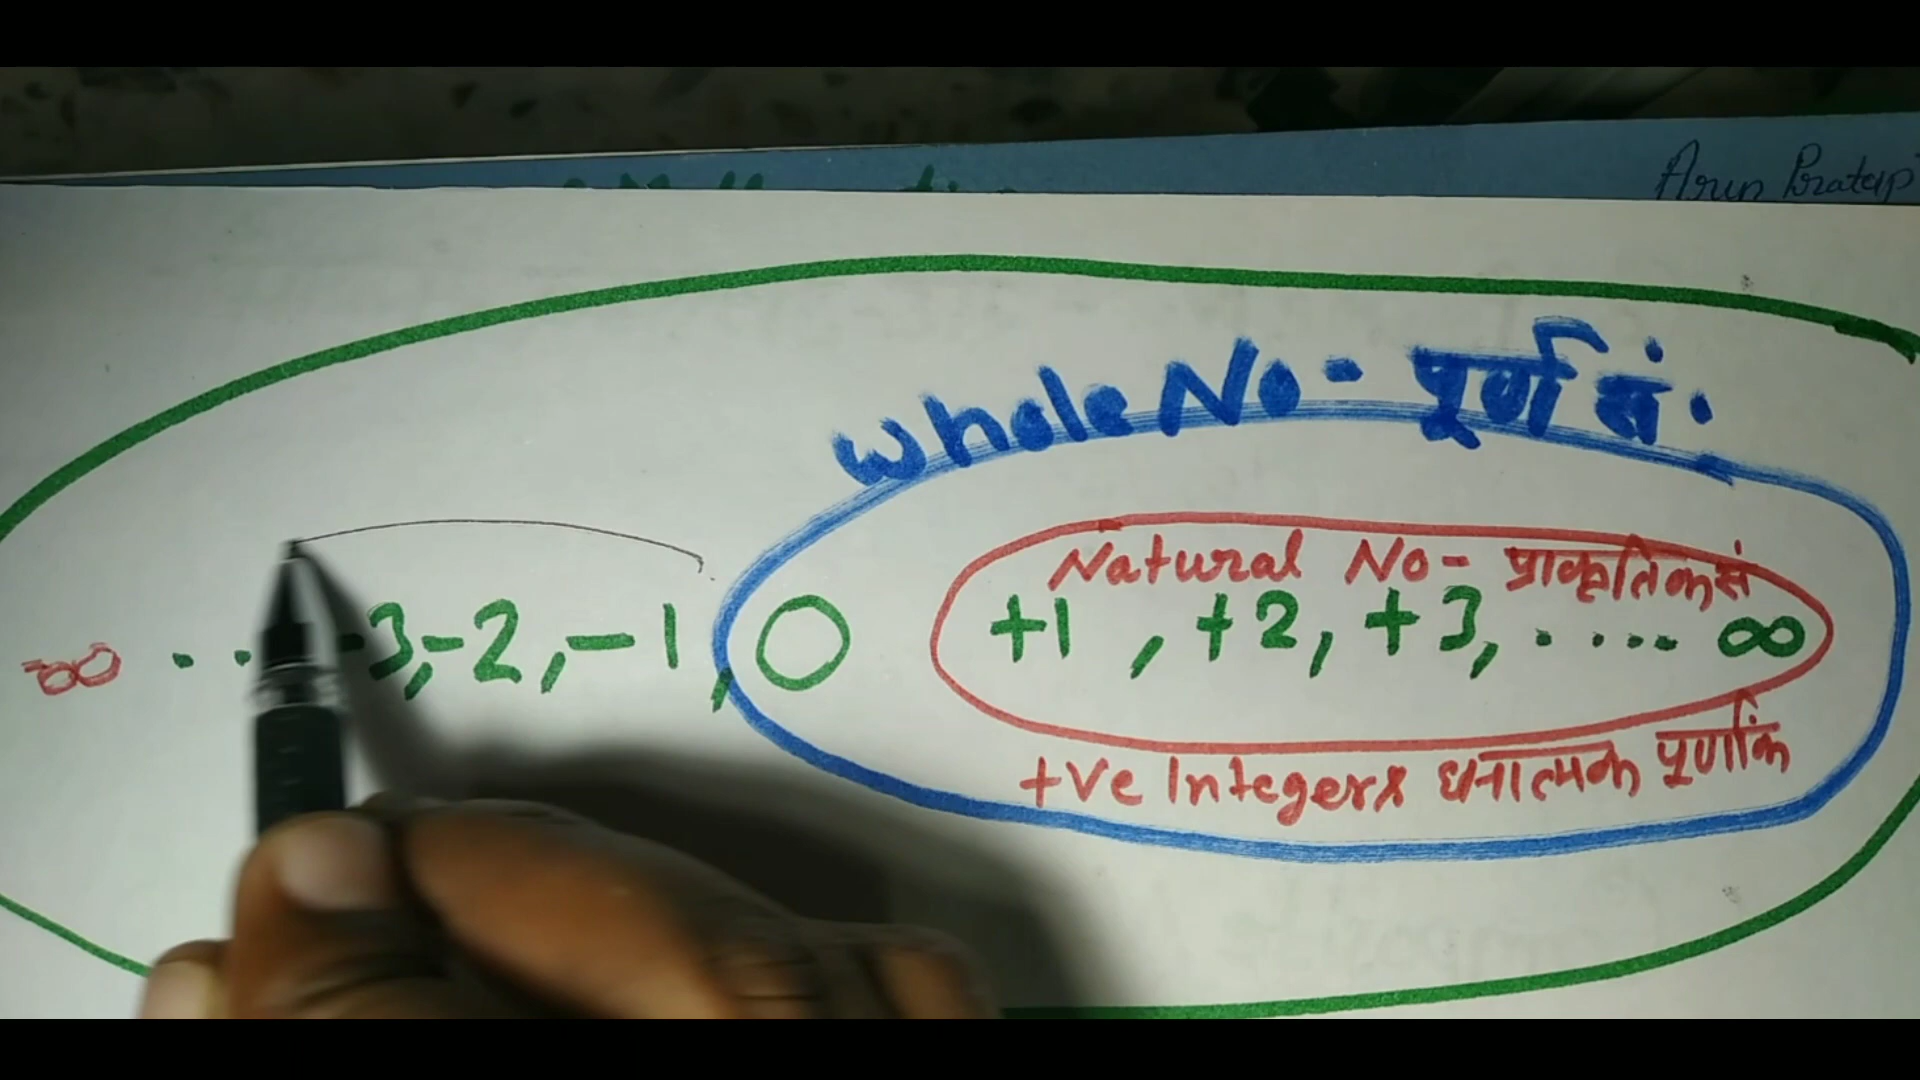 Arun Pratap
Whole No- पूर्ण सं.
Natural No- प्राकृतिक सं
∞ . . -3,-2,-1, 0 +1, +2, +3, ..... ∞
+ve Integers धनात्मक पूर्णांक